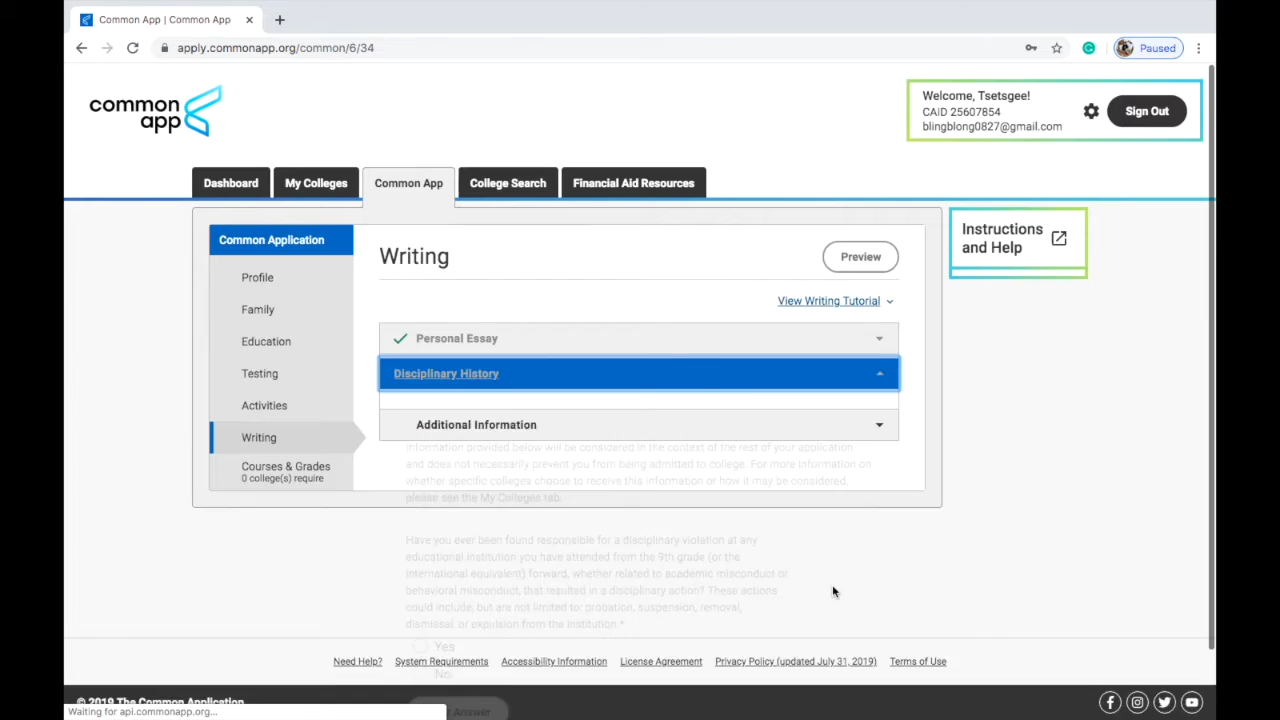 Common App | Common App
apply.commonapp.org/common/6/34
Paused
common
app
Welcome, Tsetsgee!
CAID 25607854
blingblong0827@gmail.com
Sign Out
Dashboard
My Colleges
Common App
College Search
Financial Aid Resources
Common Application
Profile
Family
Education
Testing
Activities
Writing
Courses & Grades
0 college(s) require
Writing
Preview
View Writing Tutorial
Personal Essay
Disciplinary History
Additional Information
information provided below will be considered in the context of the rest of your application
and does not necessarily prevent you from being admitted to college. For more information on
whether specific colleges choose to receive this information or how it may be considered,
please see the My Colleges tab.
Have you ever been found responsible for a disciplinary violation at any
educational institution you have attended from the 9th grade (or the
international equivalent) forward, whether related to academic misconduct or
behavioral misconduct, that resulted in a disciplinary action? These actions
could include, but are not limited to: probation, suspension, removal,
dismissal, or expulsion from the institution.*
Yes
No
Answer
Instructions
and Help
Need Help?
System Requirements
Accessibility Information
License Agreement
Privacy Policy (updated July 31, 2019)
Terms of Use
© 2019 The Common Application
Waiting for api.commonapp.org...